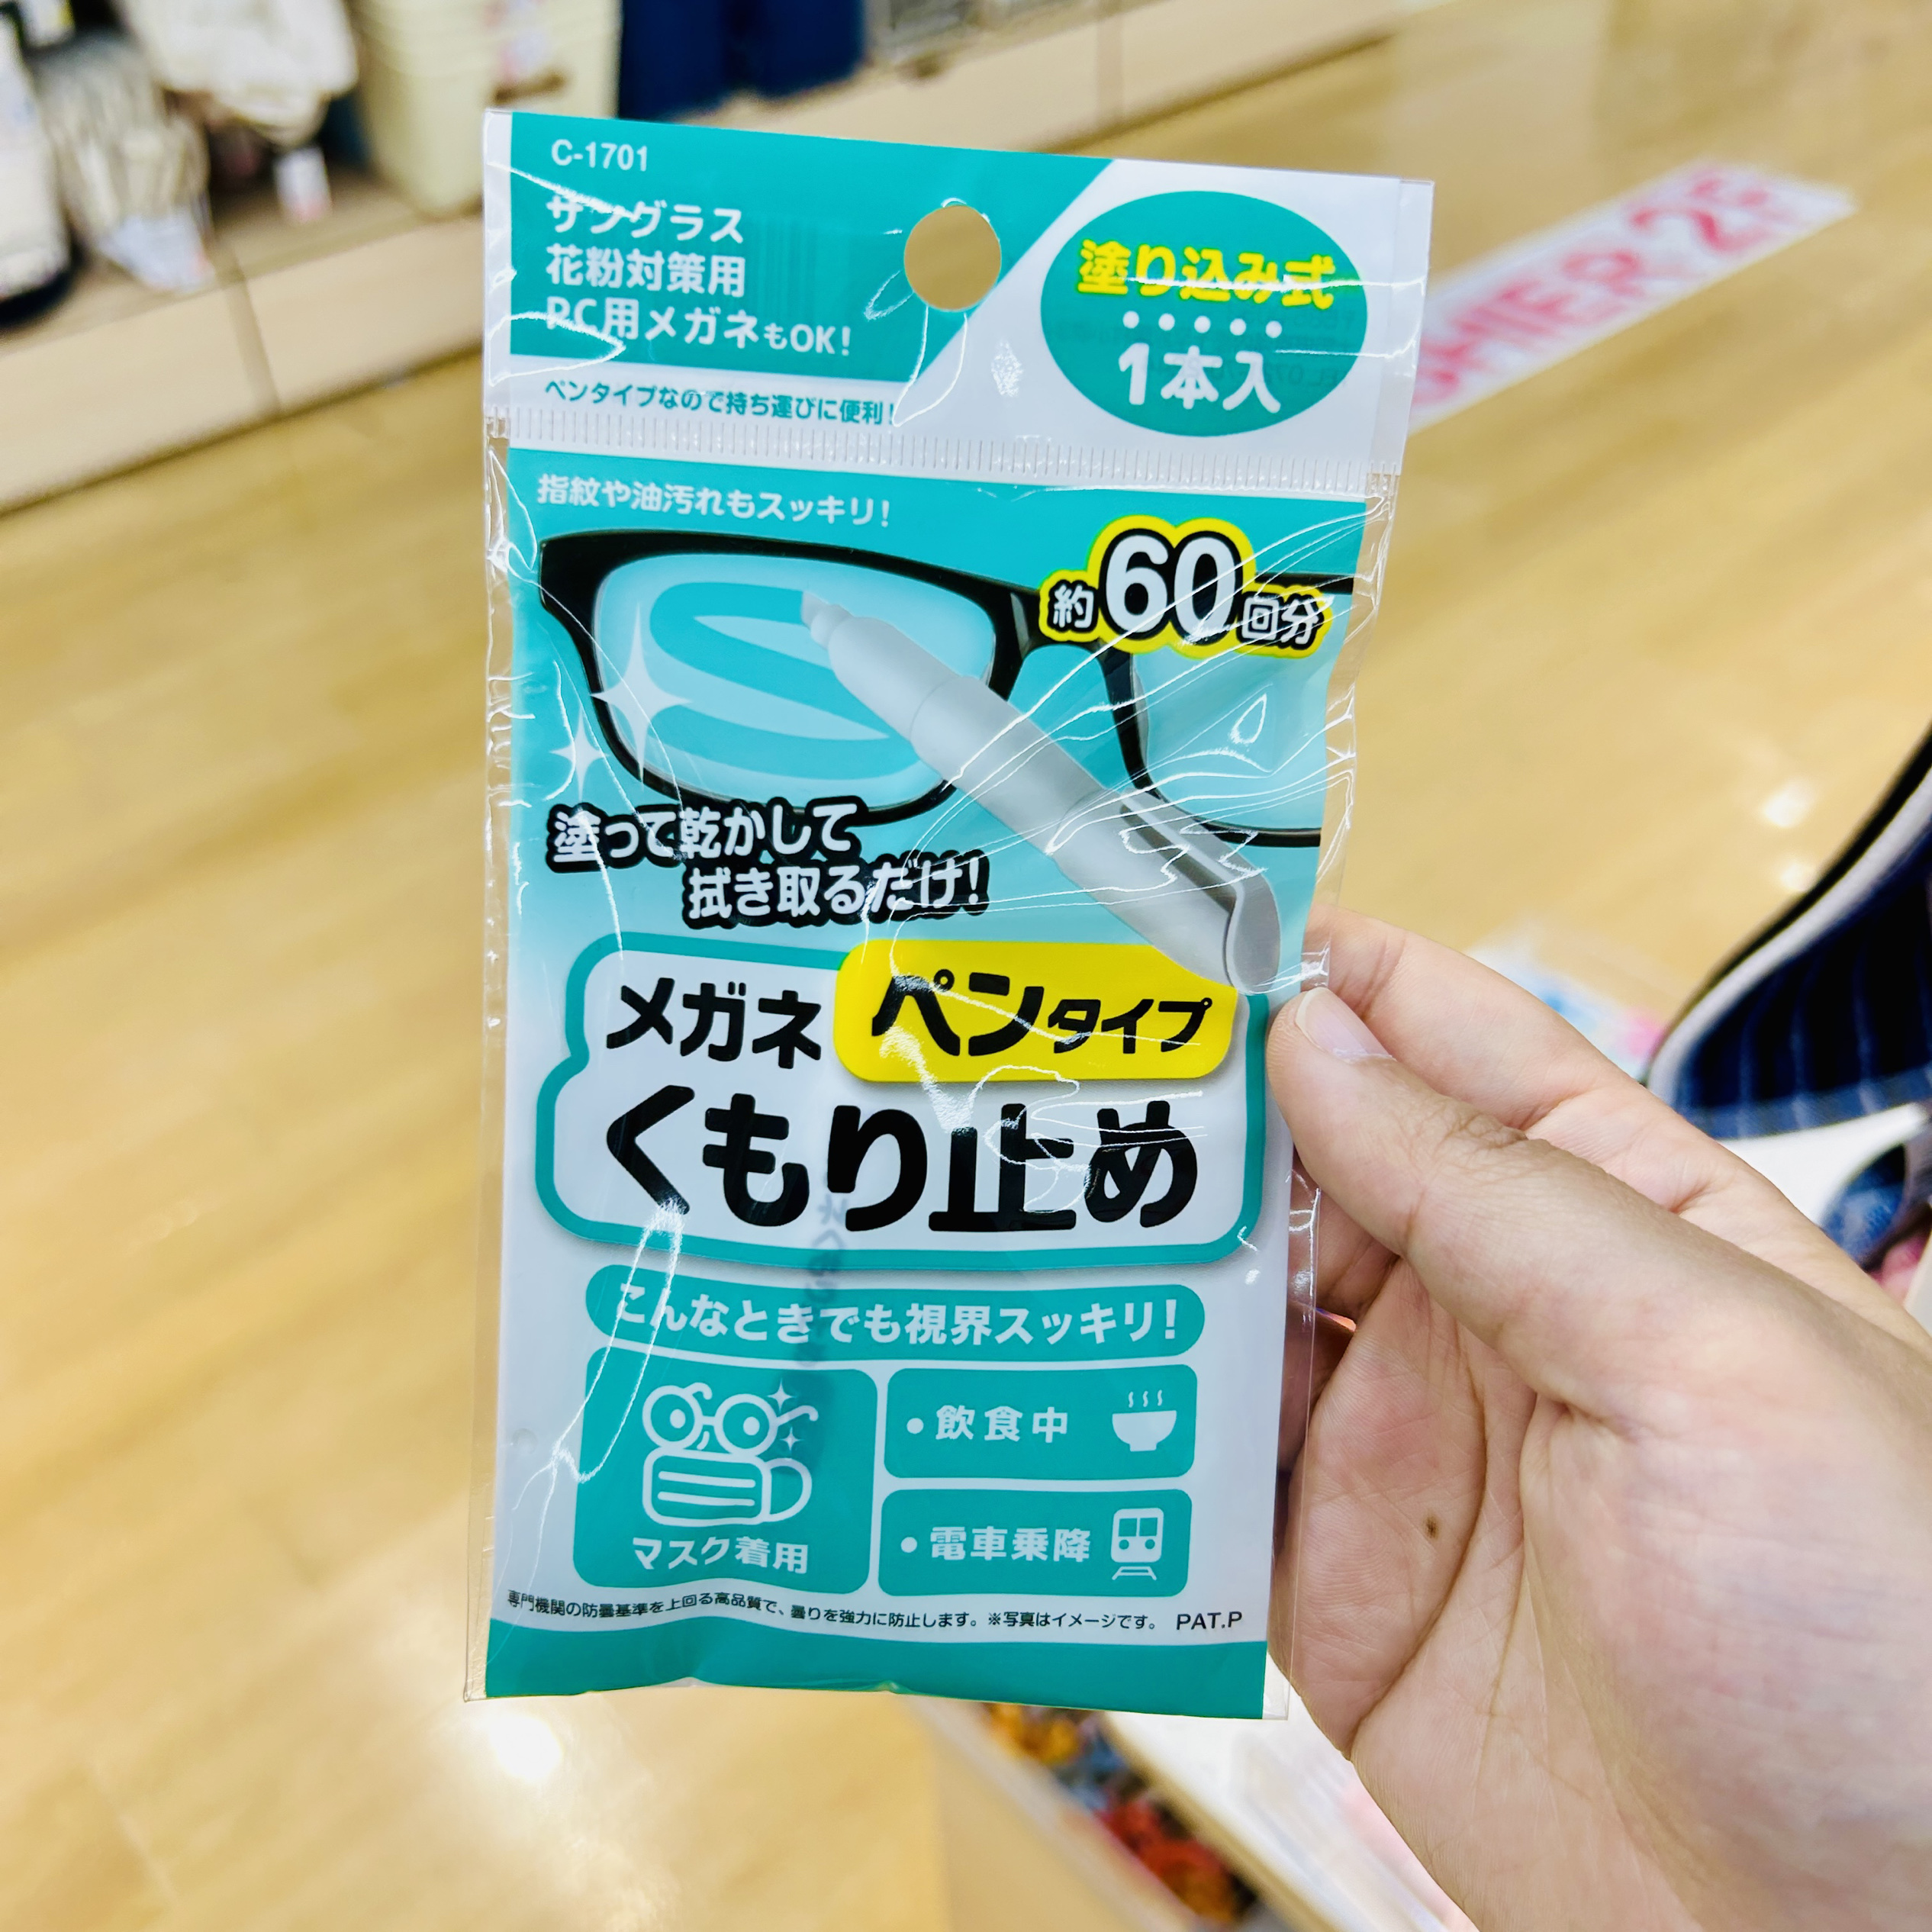 C-1701
サングラス
花粉対策用
PC用メガネもOK!
塗り込み式
1本入
ペンタイプなので持ち運びに便利!
指紋や油汚れもスッキリ!
約60回分
塗って乾かして
拭き取るだけ!
メガネ ペンタイプ
くもり止め
こんなときでも視界スッキリ!
マスク着用
•飲食中
•電車乗降
専門機関の防曇基準を上回る高品質で、曇りを強力に防止します。※写真はイメージです。 PAT.P